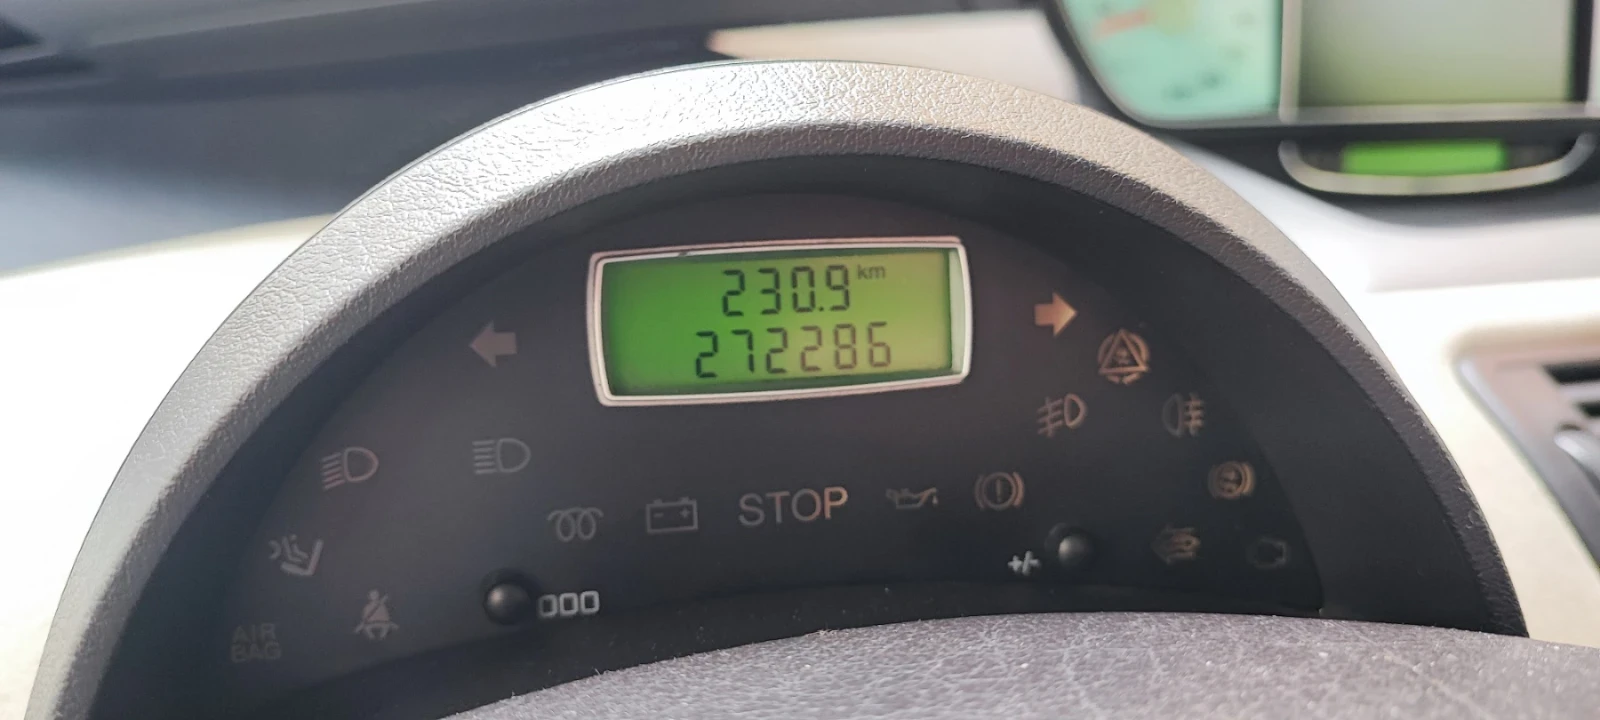 230.9 km
272286
STOP
+/-
000
AIR
BAG